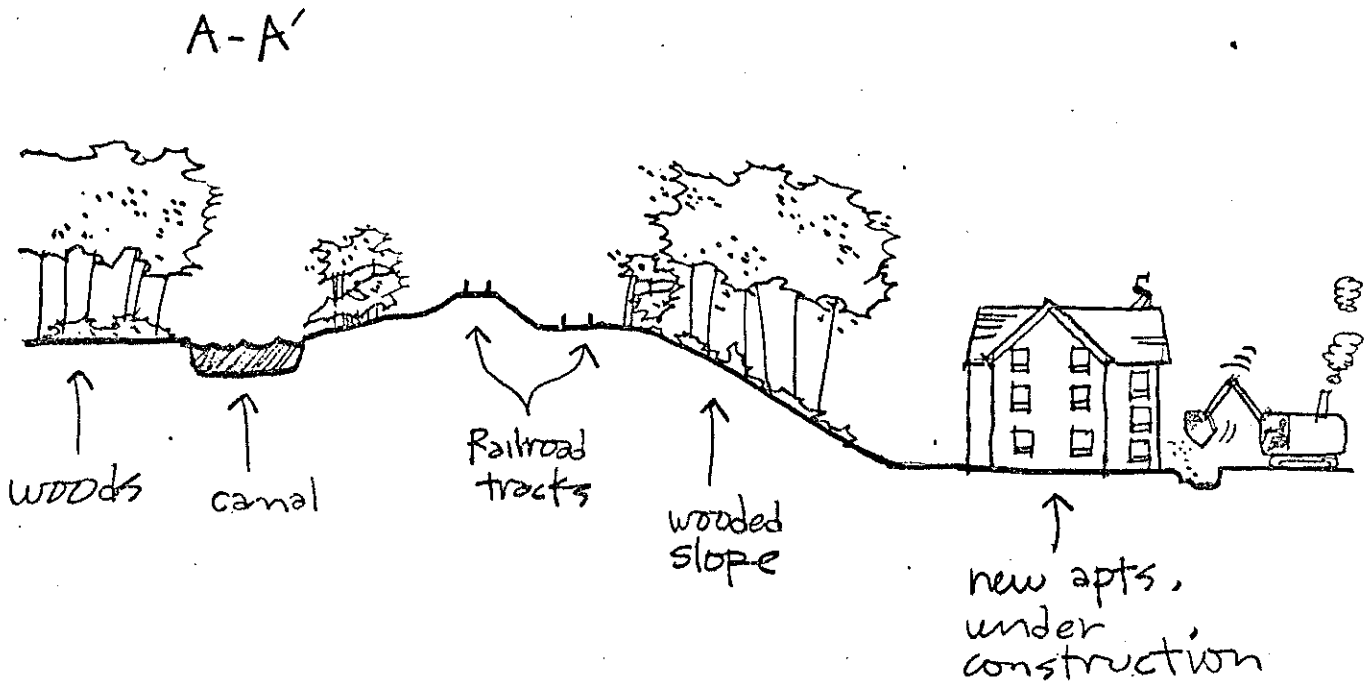 A-A'
woods
canal
Railroad
tracks
wooded
slope
new apts.
under
construction